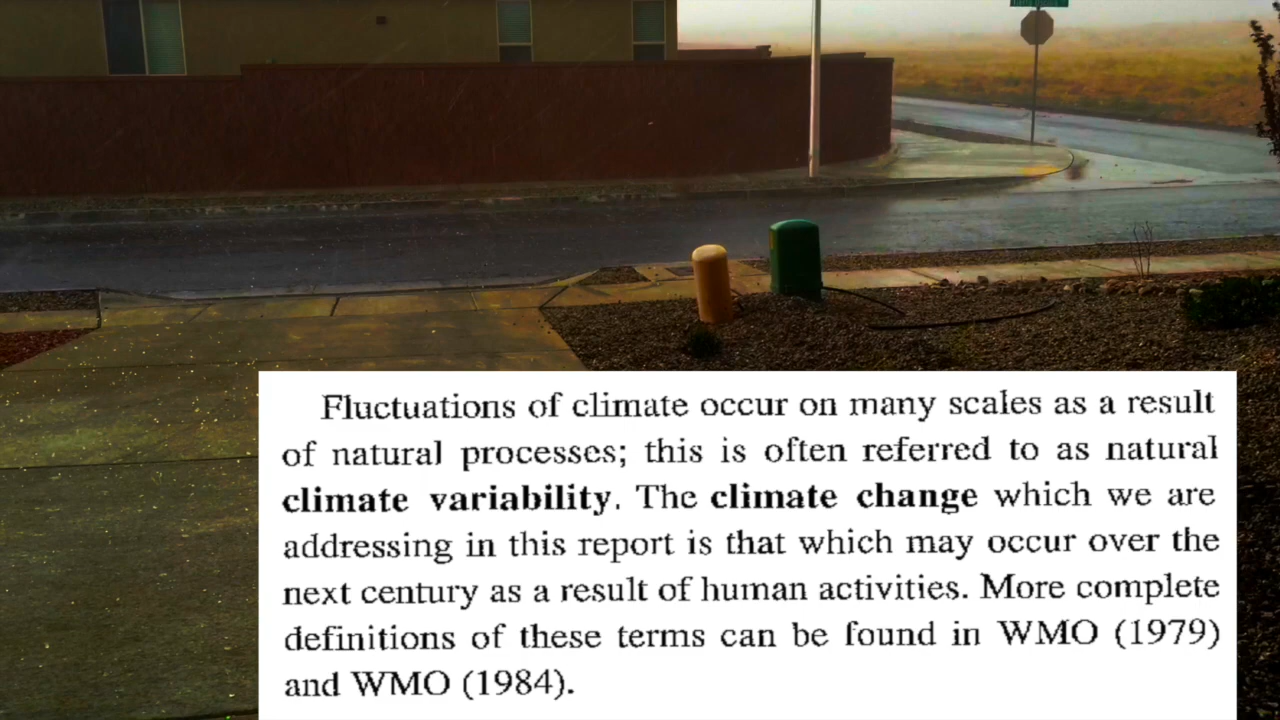 Fluctuations of climate occur on many scales as a result
of natural processes; this is often referred to as natural
climate variability. The climate change which we are
addressing in this report is that which may occur over the
next century as a result of human activities. More complete
definitions of these terms can be found in WMO (1979)
and WMO (1984).